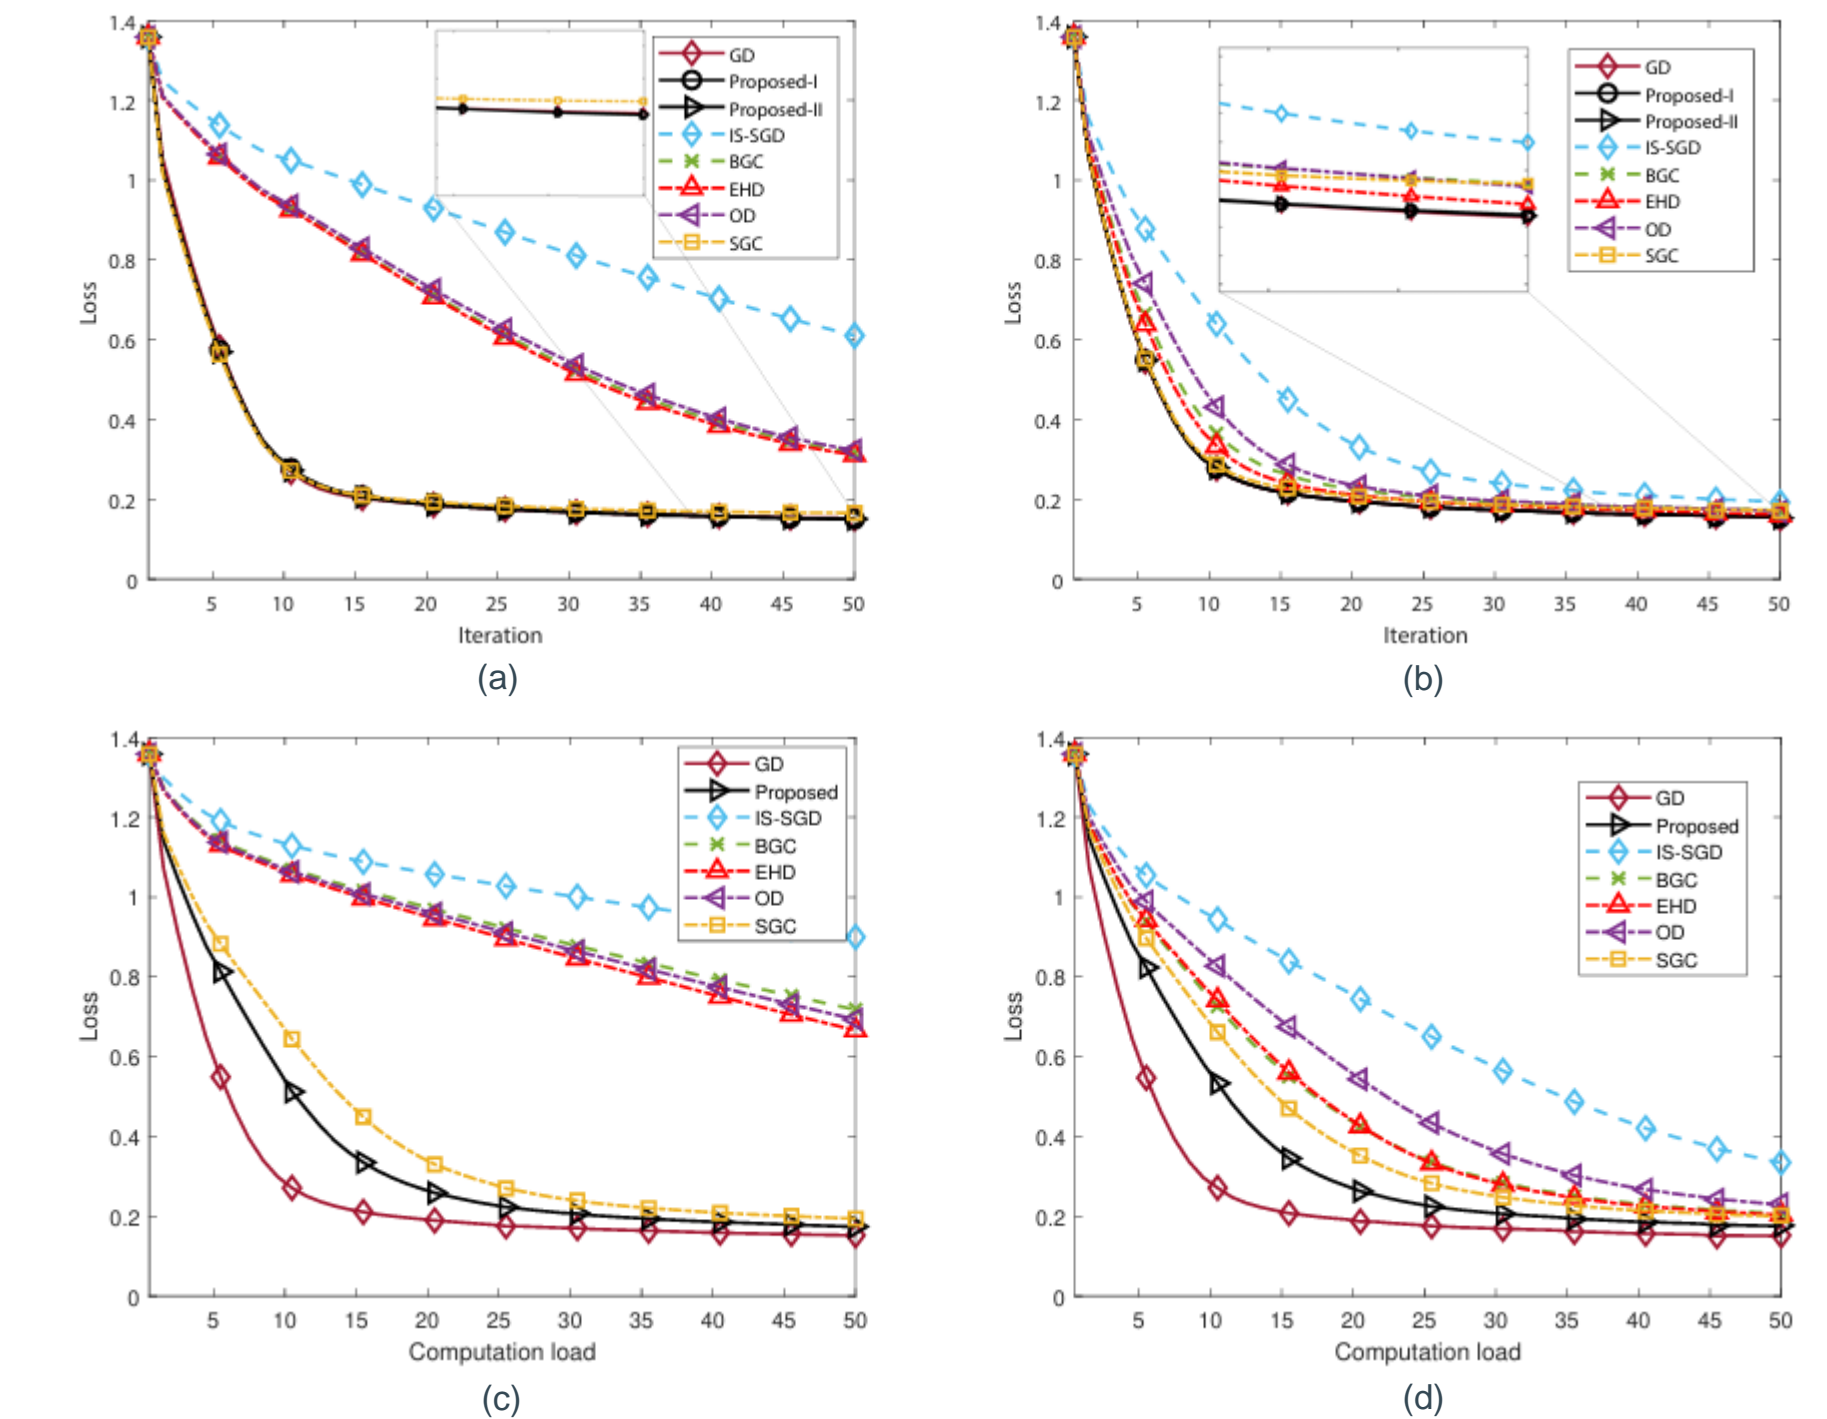 1.4
1.2
1
0.8
0.6
0.4
0.2
0
Loss
5 10 15 20 25 30 35 40 45 50
Iteration
GD
Proposed-I
Proposed-II
IS-SGD
BGC
EHD
OD
SGC
(a)
1.4
1.2
1
0.8
0.6
0.4
0.2
0
Loss
5 10 15 20 25 30 35 40 45 50
Iteration
GD
Proposed-I
Proposed-II
IS-SGD
BGC
EHD
OD
SGC
(b)
1.4
1.2
1
0.8
0.6
0.4
0.2
0
Loss
5 10 15 20 25 30 35 40 45 50
Computation load
GD
Proposed
IS-SGD
BGC
EHD
OD
SGC
(c)
1.4
1.2
1
0.8
0.6
0.4
0.2
0
Loss
5 10 15 20 25 30 35 40 45 50
Computation load
GD
Proposed
IS-SGD
BGC
EHD
OD
SGC
(d)